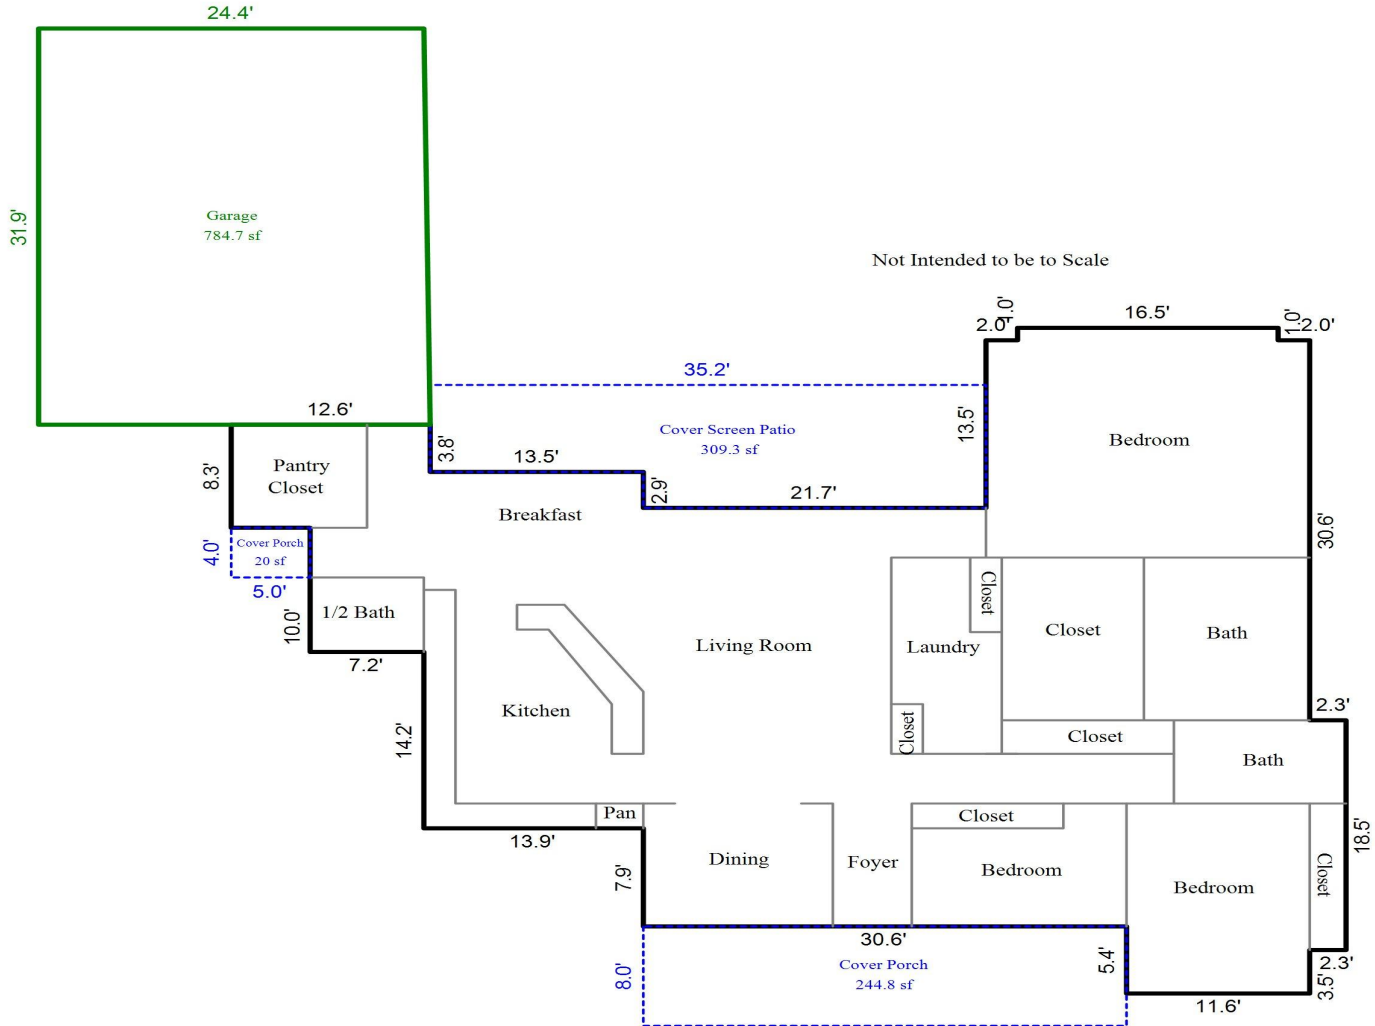 24.4'
31.9'
Garage
784.7 sf
Not Intended to be to Scale
2.0'
1.0'
16.5'
1.0'
2.0'
35.2'
12.6'
3.8'
13.5'
Cover Screen Patio
309.3 sf
13.5'
Bedroom
8.3'
Pantry
Closet
2.9'
21.7'
Breakfast
30.6'
4.0'
Cover Porch
20 sf
5.0'
10.0'
1/2 Bath
7.2'
Closet
Closet
Bath
Living Room
Laundry
Kitchen
Closet
Closet
2.3'
14.2'
Bath
Pan
Closet
13.9'
18.5'
7.9'
Dining
Foyer
Bedroom
Bedroom
Closet
30.6'
5.4'
8.0'
Cover Porch
244.8 sf
2.3'
3.5'
11.6'